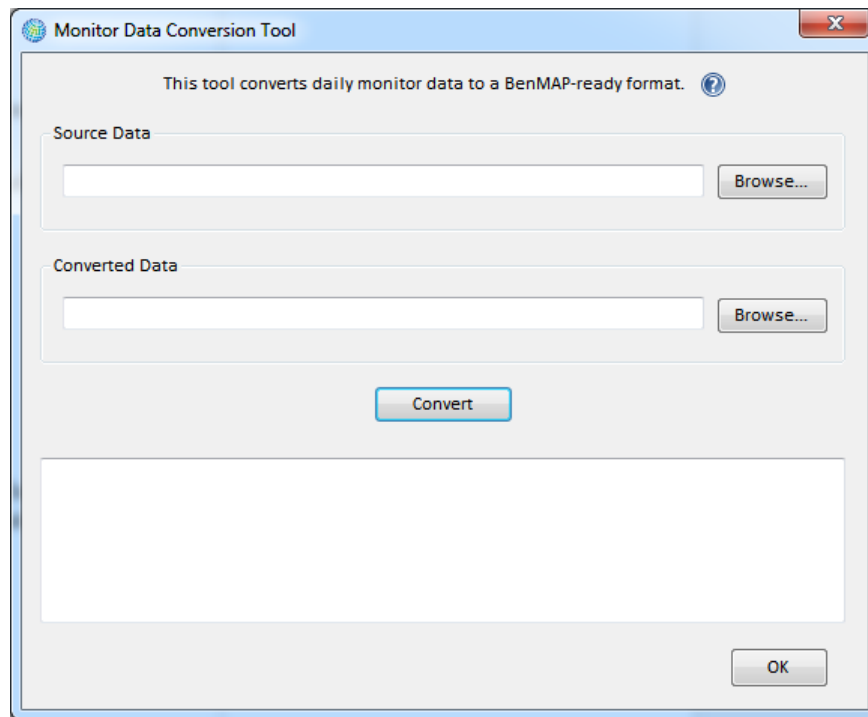 Monitor Data Conversion Tool
This tool converts daily monitor data to a BenMAP-ready format.
Source Data
Browse...
Converted Data
Browse...
Convert
OK